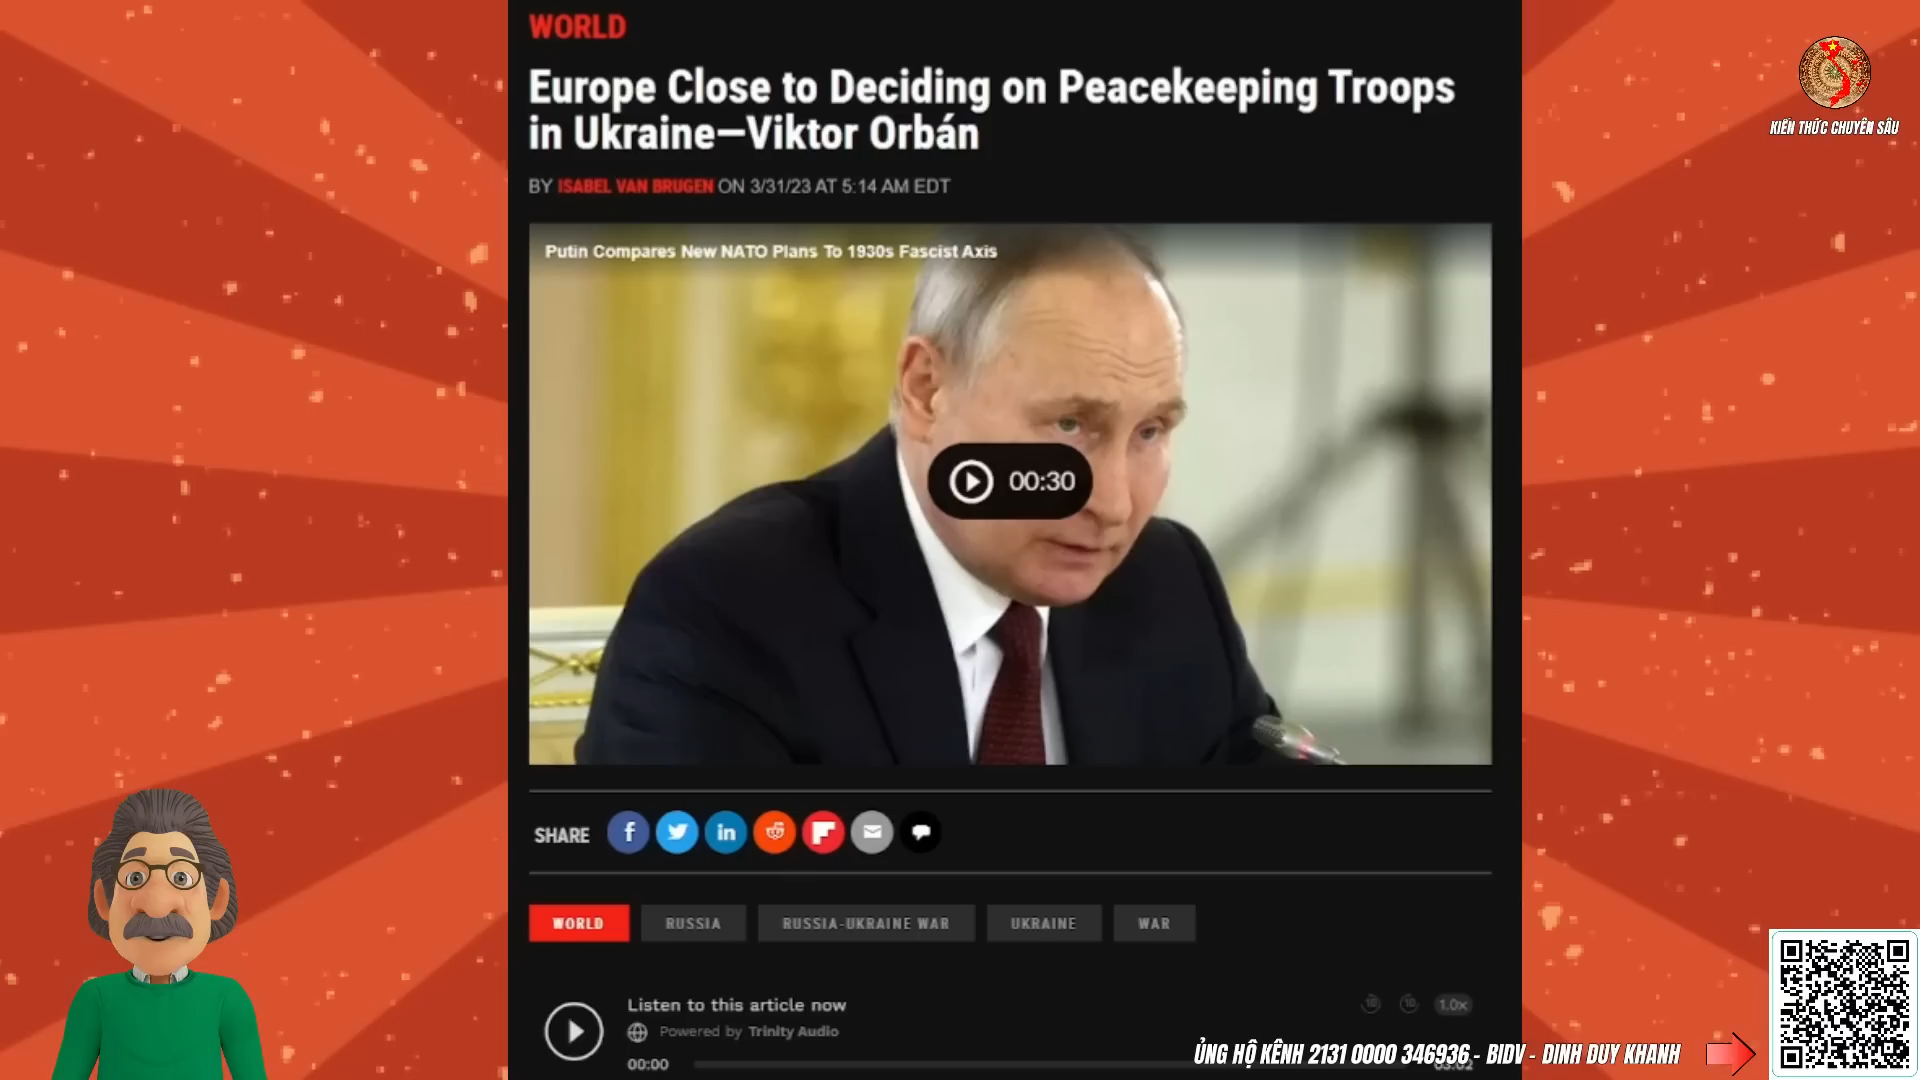 WORLD
Europe Close to Deciding on Peacekeeping Troops
in Ukraine—Viktor Orbán
BY ISABEL VAN BRUGEN ON 3/31/23 AT 5:14 AM EDT
Putin Compares New NATO Plans To 1930s Fascist Axis
00:30
KIẾN THỨC CHUYÊN SÂU
SHARE
WORLD RUSSIA RUSSIA-UKRAINE WAR UKRAINE WAR
Listen to this article now
10 10 1.0x
Powered by Trinity Audio
00:00
ỦNG HỘ KÊNH 2131 0000 346936 - BIDV - DINH DUY KHANH